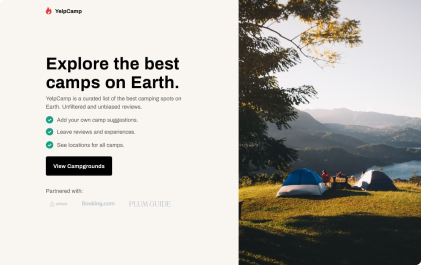 YelpCamp
Explore the best
camps on Earth.
YelpCamp is a curated list of the best camping spots on
Earth. Unfiltered and unbiased reviews.
Add your own camp suggestions.
Leave reviews and experiences.
See locations for all camps.
View Campgrounds
Partnered with:
Booking.com
PLUM GUIDE